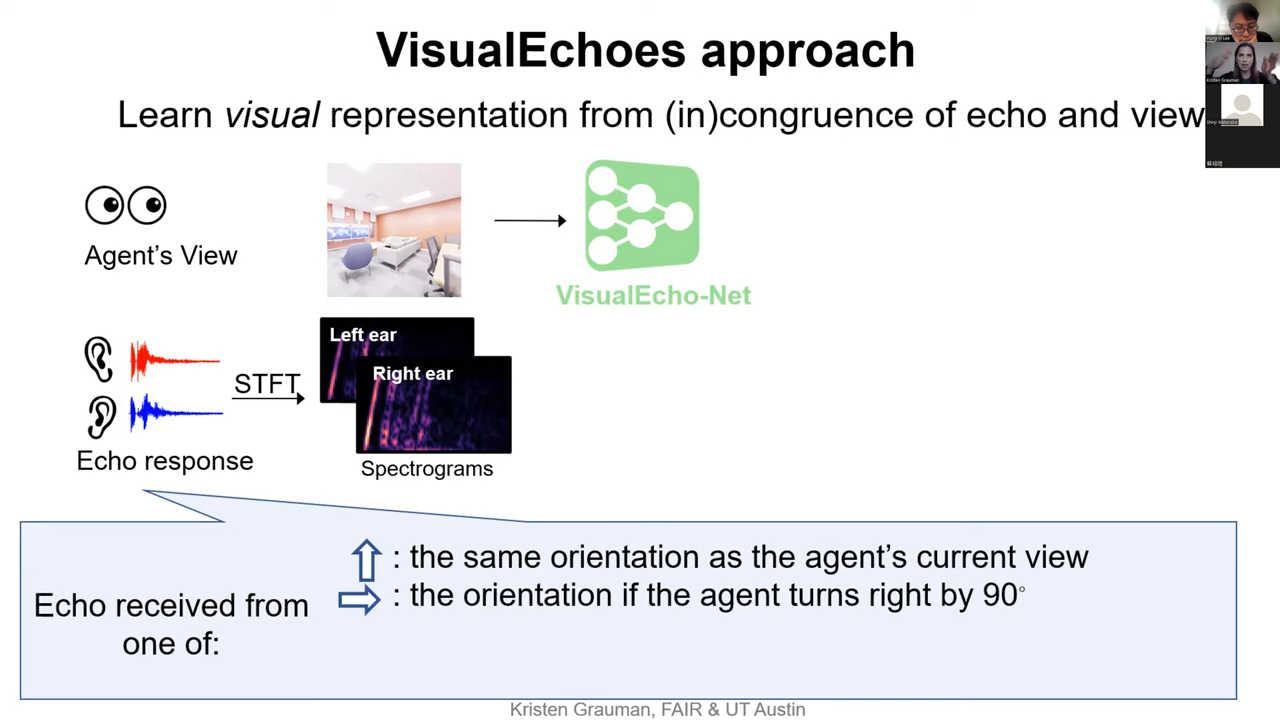 VisualEchoes approach
Learn visual representation from (in)congruence of echo and view
Agent's View
VisualEcho-Net
Left ear
Right ear
STFT
Echo response
Spectrograms
Echo received from
one of:
: the same orientation as the agent's current view
: the orientation if the agent turns right by 90°
Kristen Grauman, FAIR & UT Austin
Kristen Grauman